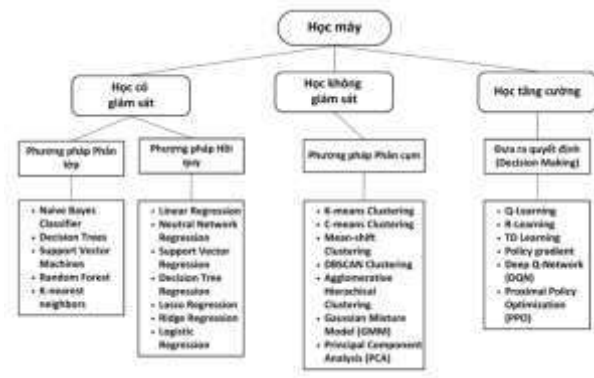 Học máy
Học có
giám sát
Học không
giám sát
Học tăng cường
Phương pháp Phân
lớp
Phương pháp Hồi
quy
Phương pháp Phân cụm
Đưa ra quyết định
(Decision Making)
Naive Bayes
Classifier
Decision Trees
Support Vector
Machines
Random Forest
K-nearest
neighbors
Linear Regression
Neutral Network
Regression
Support Vector
Regression
Decision Tree
Regression
Lasso Regression
Ridge Regression
Logistic
Regression
K-means Clustering
C-means Clustering
Mean-shift
Clustering
DBSCAN Clustering
Agglomerative
Hierachical
Clustering
Gaussian Mixture
Model (GMM)
Principal Component
Analysis (PCA)
Q-Learning
R-Learning
TD Learning
Policy gradient
Deep Q-Network
(DQN)
Proximal Policy
Optimization
(PPO)